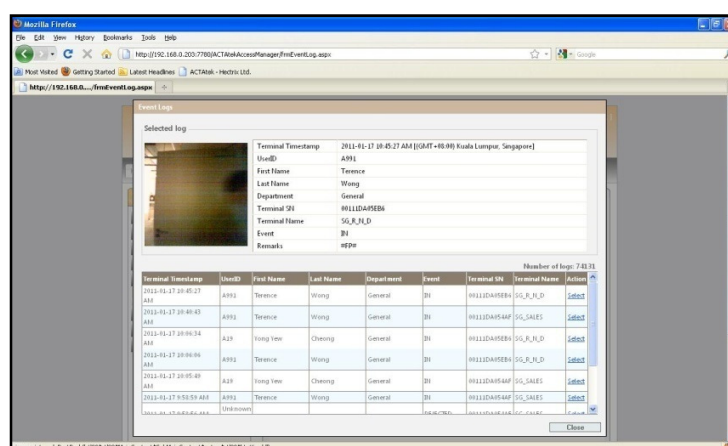 Mozilla Firefox
File Edit View History Bookmarks Tools Help
http://192.168.0.203:7780/ACTAtekAccessManager/frmEventLog.aspx
Google
Most Visited Getting Started Latest Headlines ACTAtek - Hectrix Ltd.
http://192.168.0..../frmEventLog.aspx
Event Logs
Selected log
Terminal Timestamp 2011-01-17 10:45:27 AM [(GMT+08:00) Kuala Lumpur, Singapore]
UserID A991
First Name Terence
Last Name Wong
Department General
Terminal SN 00111DA05EB6
Terminal Name SG_R_N_D
Event IN
Remarks #FP#
Number of logs: 74131
Terminal Timestamp UserID First Name Last Name Department Event Terminal SN Terminal Name Action
2011-01-17 10:45:27 AM A991 Terence Wong General IN 00111DA05EB6 SG_R_N_D Select
2011-01-17 10:40:43 AM A991 Terence Wong General IN 00111DA054AF SG_SALES Select
2011-01-17 10:06:34 AM A19 Yong Yew Cheong General IN 00111DA05EB6 SG_R_N_D Select
2011-01-17 10:06:06 AM A991 Terence Wong General IN 00111DA05EB6 SG_R_N_D Select
2011-01-17 10:05:49 AM A19 Yong Yew Cheong General IN 00111DA054AF SG_SALES Select
2011-01-17 9:58:59 AM A991 Terence Wong General IN 00111DA054AF SG_SALES Select
Unknown
Close